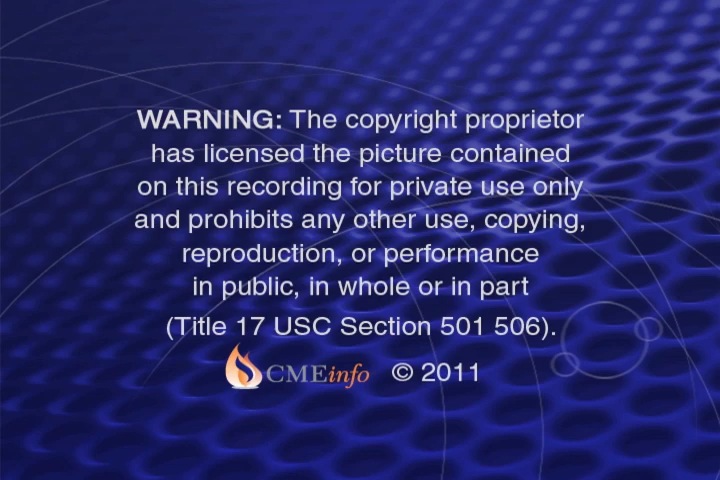 WARNING: The copyright proprietor
has licensed the picture contained
on this recording for private use only
and prohibits any other use, copying,
reproduction, or performance
in public, in whole or in part
(Title 17 USC Section 501 506).
CMEinfo © 2011